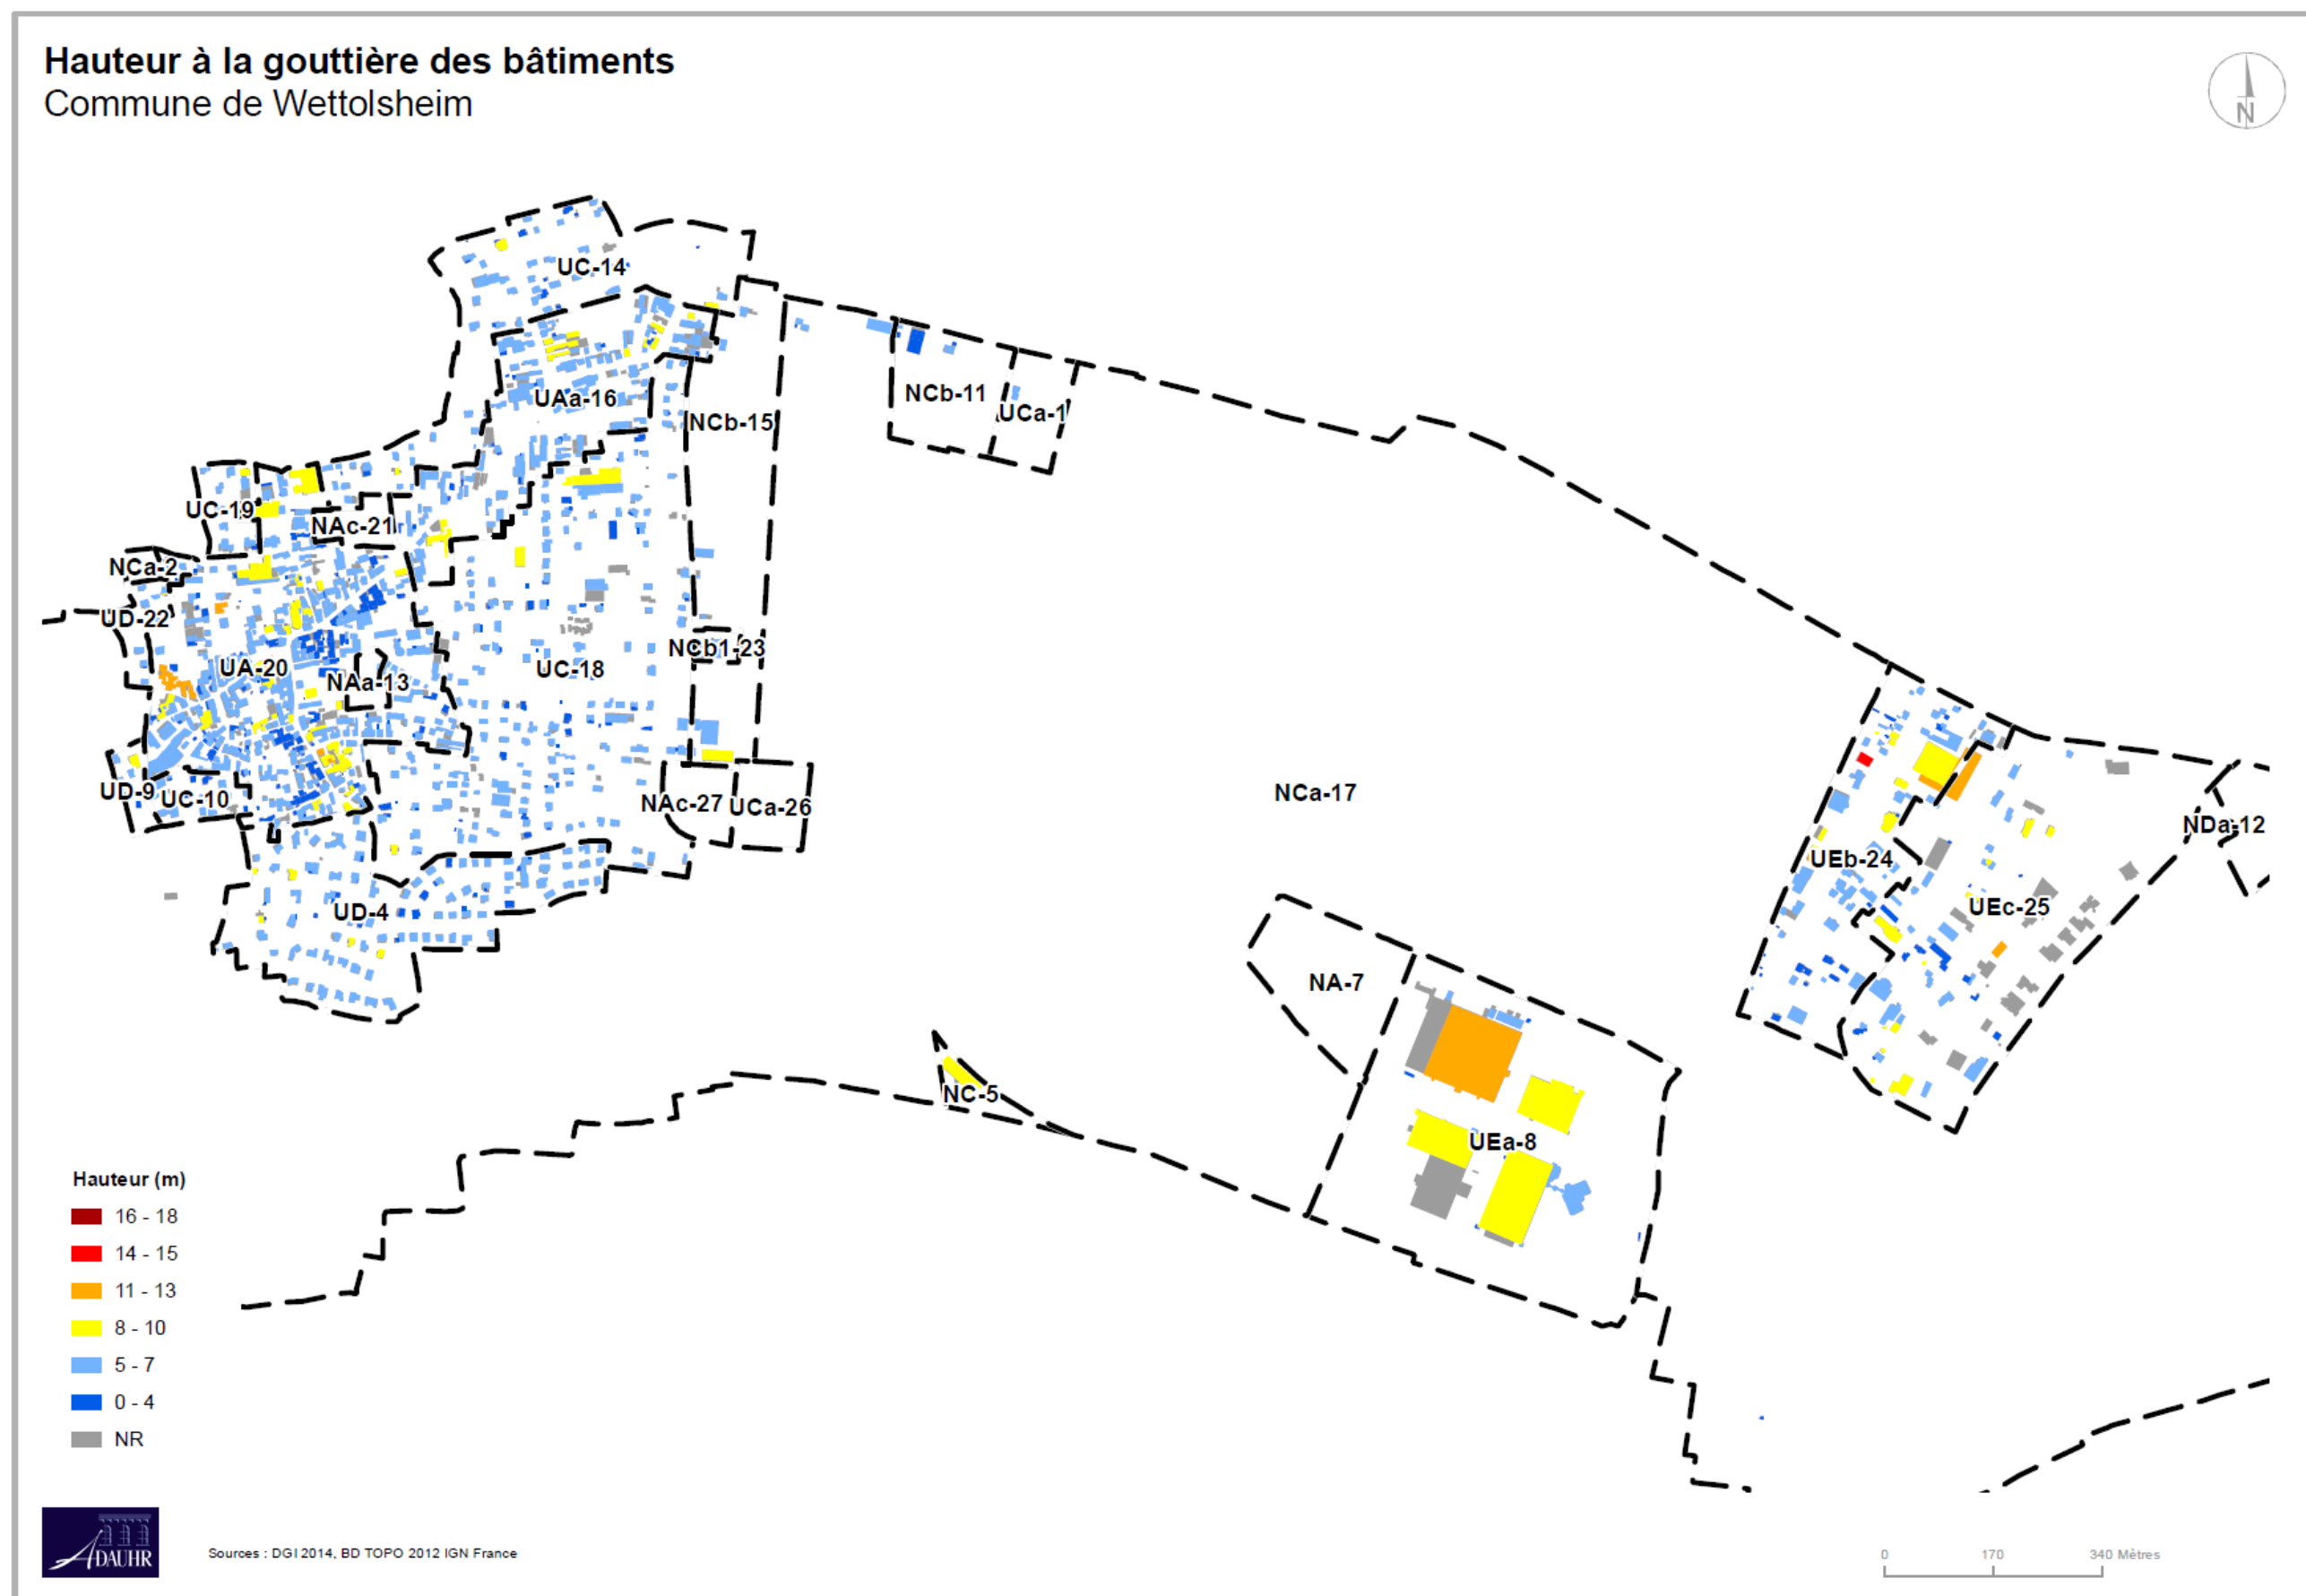 Hauteur à la gouttière des bâtiments
Commune de Wettolsheim
N
UC-14
UAa-16
NCb-15
NCb-11
UCa-1
UC-19
NAc-21
NCa-2
UD-22
UA-20
NAa-13
UC-18
NCb1-23
UD-9
UC-10
NAc-27
UCa-26
NCa-17
NDa-12
UEb-24
UEc-25
UD-4
NA-7
NC-5
UEa-8
Hauteur (m)
16 - 18
14 - 15
11 - 13
8 - 10
5 - 7
0 - 4
NR
ADAUHR
Sources : DGI 2014, BD TOPO 2012 IGN France
0 170 340 Mètres